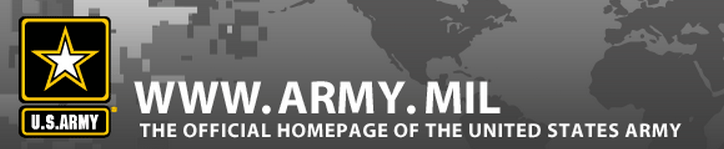 WWW.ARMY.MIL
U.S.ARMY
THE OFFICIAL HOMEPAGE OF THE UNITED STATES ARMY